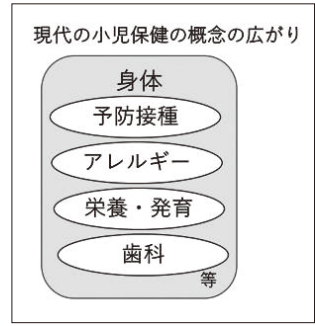 現代の小児保健の概念の広がり
身体
予防接種
アレルギー
栄養・発育
歯科
等